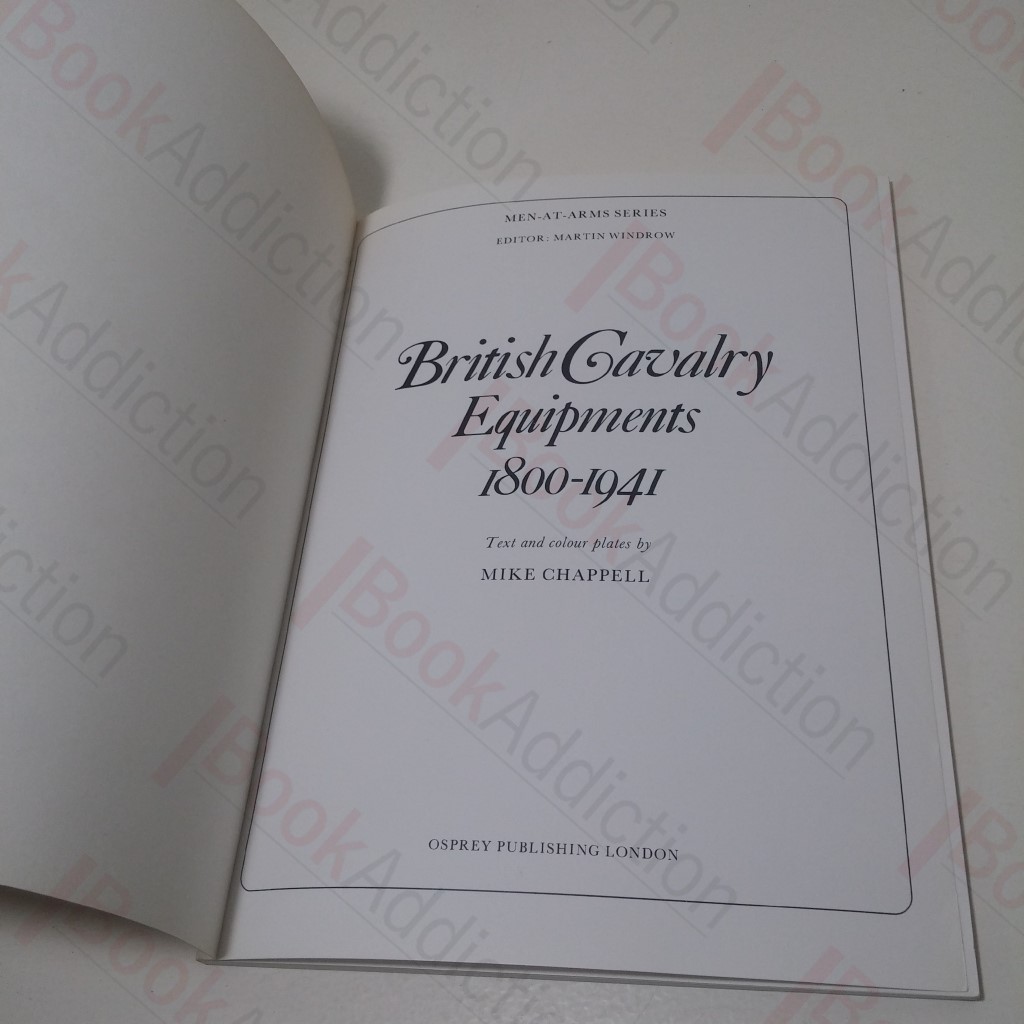 MEN-AT-ARMS SERIES
EDITOR: MARTIN WINDROW
British Cavalry
Equipments
1800-1941
Text and colour plates by
MIKE CHAPPELL
OSPREY PUBLISHING LONDON
BookAddiction